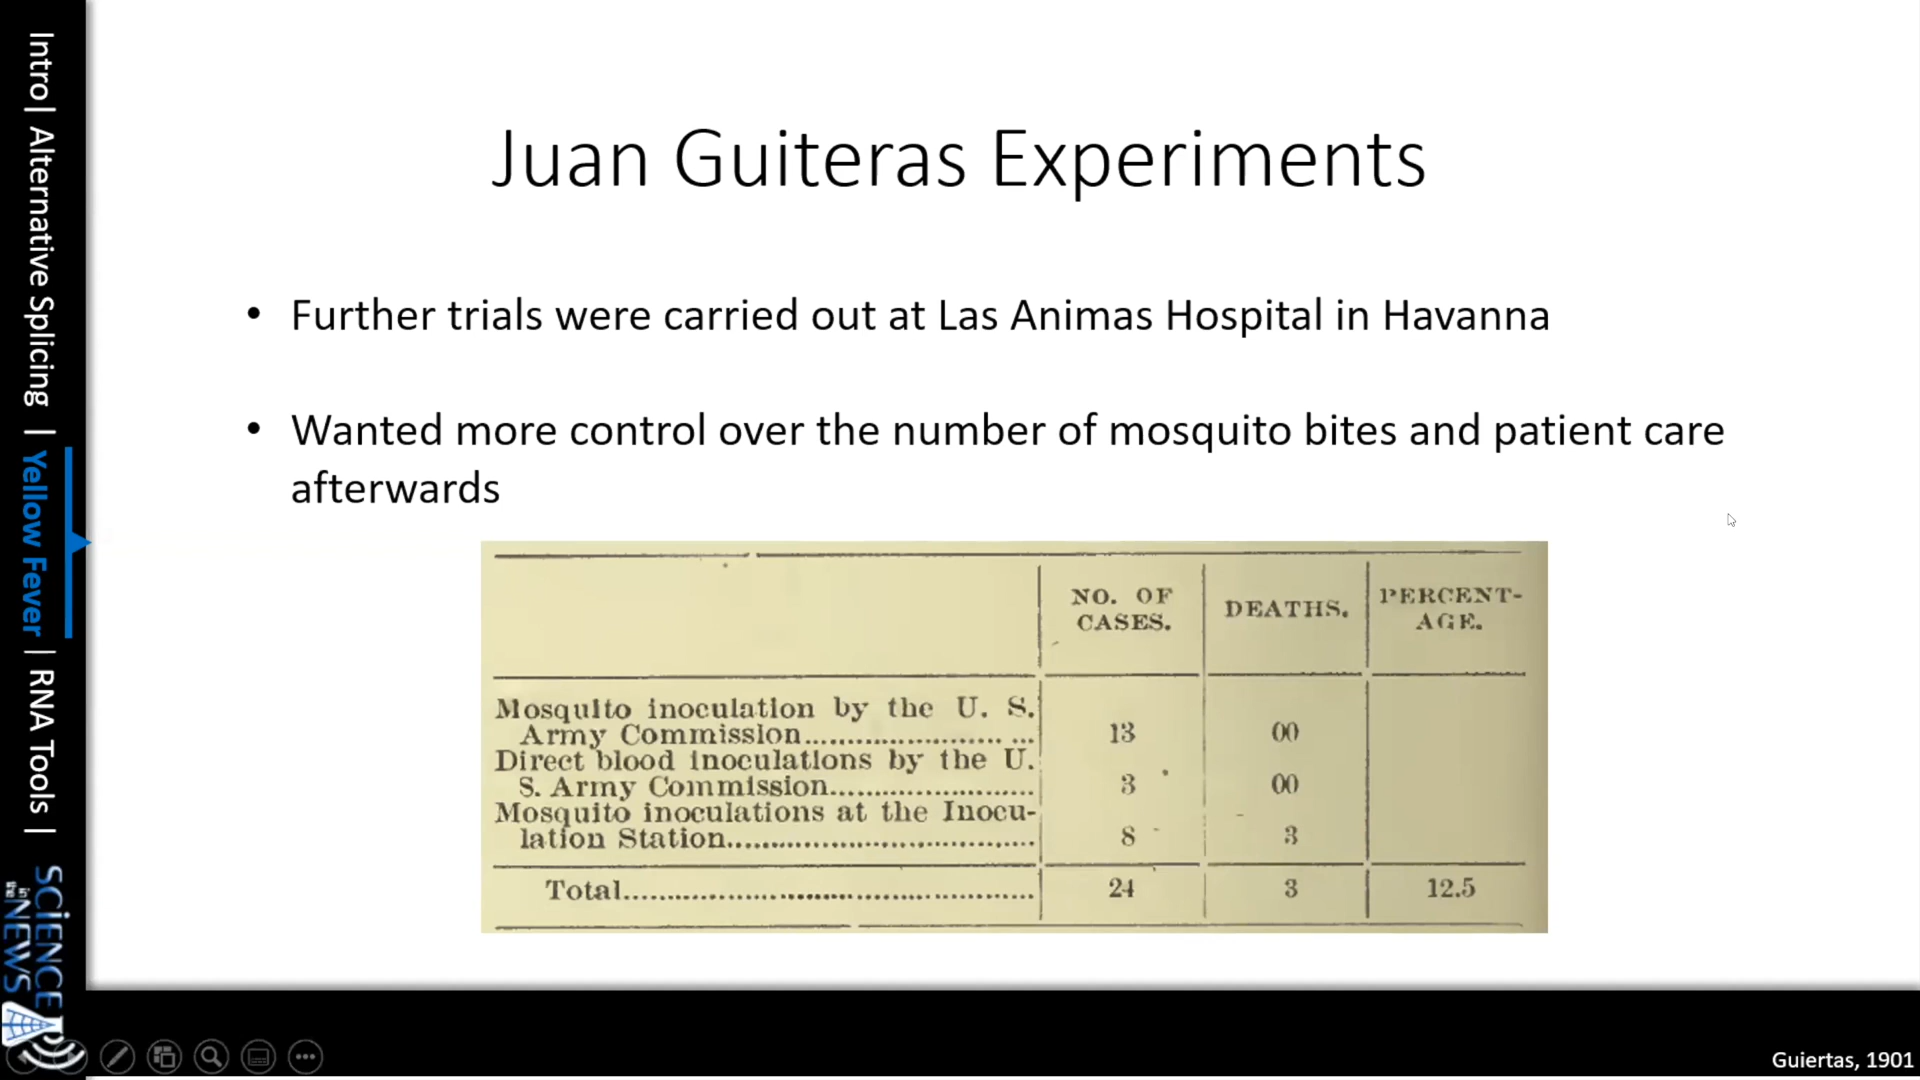 Intro| Alternative Splicing | Yellow Fever | RNA Tools |
SCIENCE
in
the
NEWS
Juan Guiteras Experiments
• Further trials were carried out at Las Animas Hospital in Havanna
• Wanted more control over the number of mosquito bites and patient care
afterwards
NO. OF
CASES.
DEATHS.
PERCENT-
AGE.
Mosquito inoculation by the U. S.
Army Commission........................ ... 13 00
Direct blood inoculations by the U.
S. Army Commission........................ 3 00
Mosquito inoculations at the Inocu-
lation Station.................................... 8 3
Total................................................ 24 3 12.5
Guiertas, 1901